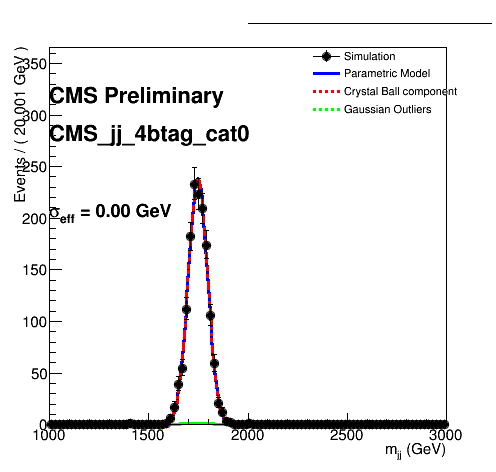 Simulation
Parametric Model
Crystal Ball component
Gaussian Outliers
CMS Preliminary
CMS_jj_4btag_cat0
σeff = 0.00 GeV
Events / ( 20.001 GeV )
350
300
250
200
150
100
50
0
1000 1500 2000 2500 3000
mjj (GeV)